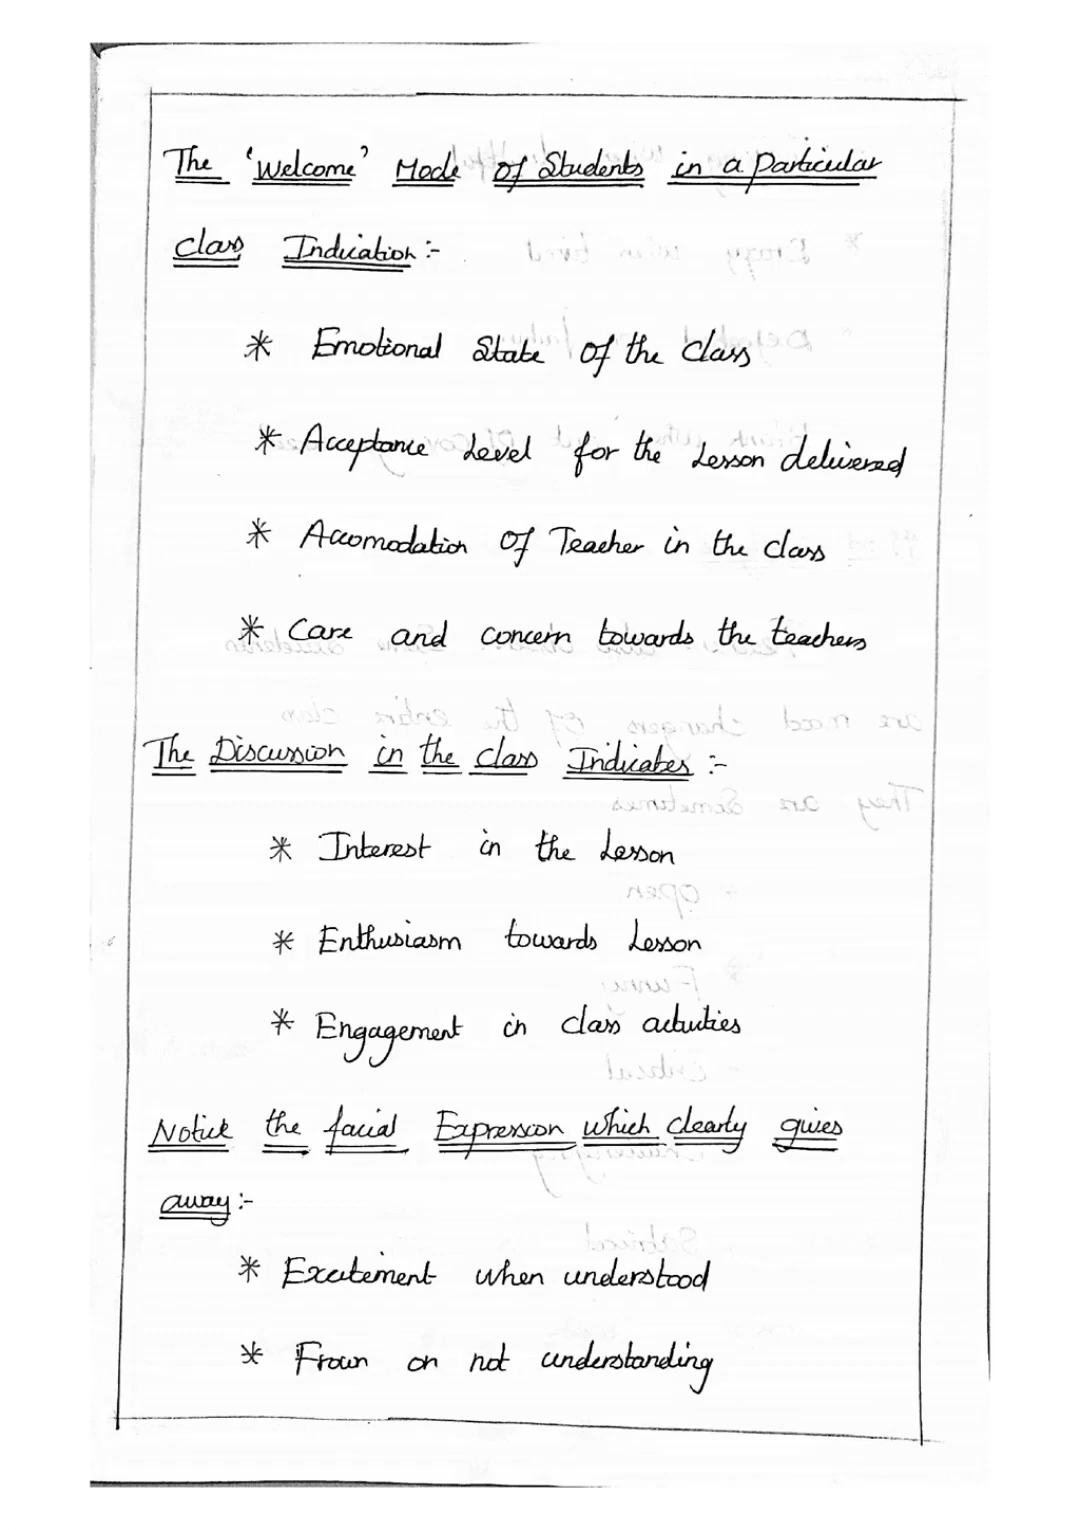 The 'Welcome' Mode of Students in a Particular
class Indication :-
* Emotional State of the class
* Acceptance Level for the Lesson delivered
* Accomodation of Teacher in the class
* Care and concern towards the teachers
The Discussion in the class Indicates :-
* Interest in the Lesson
* Enthusiasm towards Lesson
* Engagement in class activities
Notice the facial Expression which clearly gives
away :-
* Excitement when understood
* Frown on not understanding